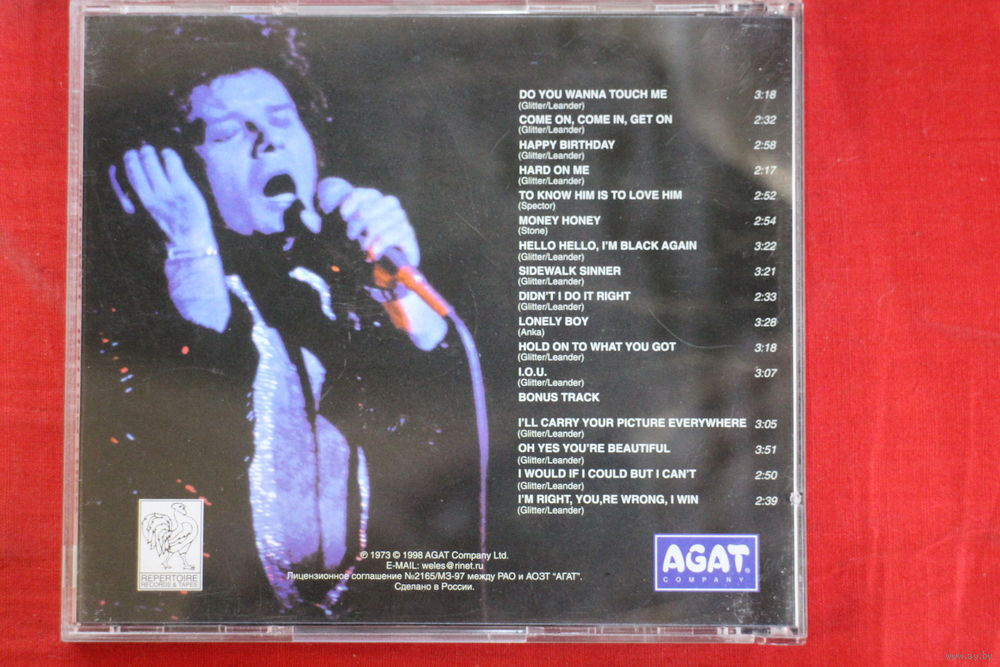 DO YOU WANNA TOUCH ME 3:18
(Glitter/Leander)
COME ON, COME IN, GET ON 2:32
(Glitter/Leander)
HAPPY BIRTHDAY 2:58
(Glitter/Leander)
HARD ON ME 2:17
(Glitter/Leander)
TO KNOW HIM IS TO LOVE HIM 2:52
(Spector)
MONEY HONEY 2:54
(Stone)
HELLO HELLO, I'M BLACK AGAIN 3:22
(Glitter/Leander)
SIDEWALK SINNER 3:21
(Glitter/Leander)
DIDN'T I DO IT RIGHT 2:33
(Glitter/Leander)
LONELY BOY 3:28
(Anka)
HOLD ON TO WHAT YOU GOT 3:18
(Glitter/Leander)
I.O.U. 3:07
(Glitter/Leander)
BONUS TRACK
I'LL CARRY YOUR PICTURE EVERYWHERE 3:05
(Glitter/Leander)
OH YES YOU'RE BEAUTIFUL 3:51
(Glitter/Leander)
I WOULD IF I COULD BUT I CAN'T 2:50
(Glitter/Leander)
I'M RIGHT, YOU,RE WRONG, I WIN 2:39
(Glitter/Leander)
REPERTOIRE
RECORDS & TAPES
℗ 1973 © 1998 AGAT Company Ltd.
E-MAIL: weles@rinet.ru
Лицензионное соглашение №2165/МЗ-97 между РАО и АОЗТ "АГАТ".
Сделано в России.
AGAT®
COMPANY
www.ay.by